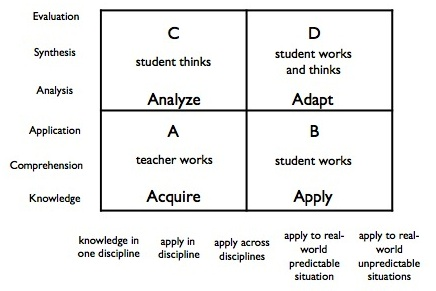 Evaluation
Synthesis
Analysis
Application
Comprehension
Knowledge
C
student thinks
Analyze
D
student works
and thinks
Adapt
A
teacher works
Acquire
B
student works
Apply
knowledge in
one discipline
apply in
discipline
apply across
disciplines
apply to real-
world
predictable
situation
apply to real-
world
unpredictable
situations